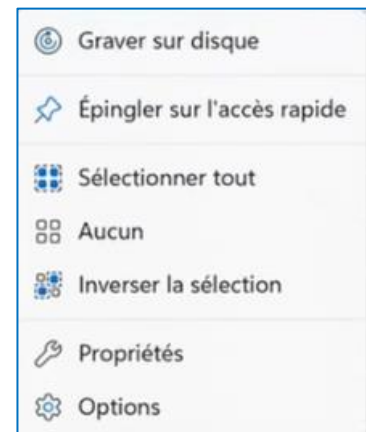 Graver sur disque
Épingler sur l'accès rapide
Sélectionner tout
Aucun
Inverser la sélection
Propriétés
Options